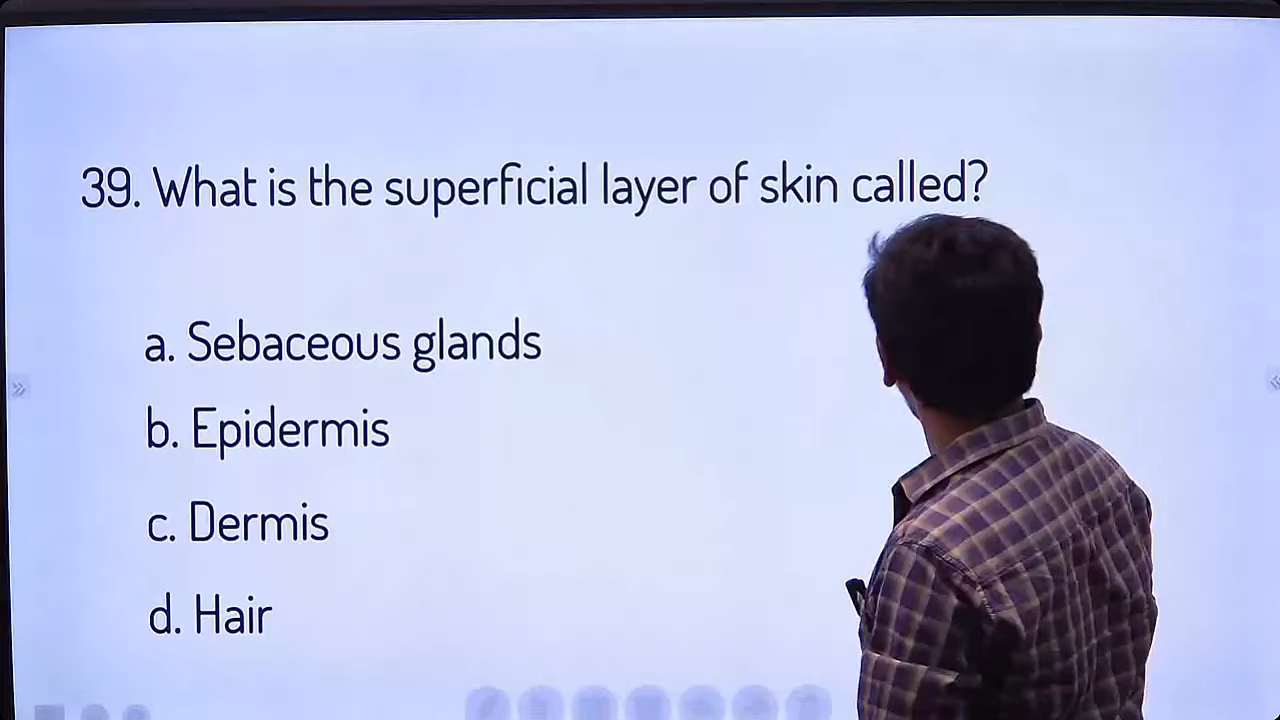 39. What is the superficial layer of skin called?
a. Sebaceous glands
b. Epidermis
c. Dermis
d. Hair